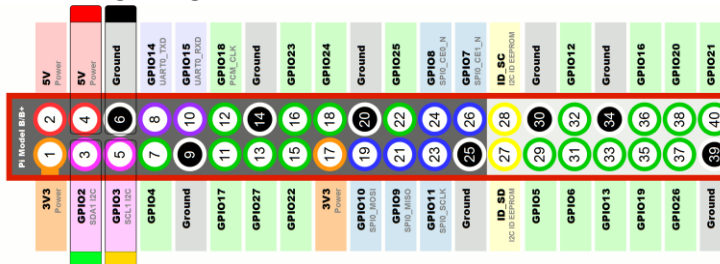 5V
Power
5V
Power
Ground
GPIO14
UART0_TXD
GPIO15
UART0_RXD
GPIO18
PCM_CLK
Ground
GPIO23
GPIO24
Ground
GPIO25
GPIO8
SPI0_CE0_N
GPIO7
SPI0_CE1_N
ID_SC
I2C ID EEPROM
Ground
GPIO12
Ground
GPIO16
GPIO20
GPIO21
Pi Model B/B+
2 4 6 8 10 12 14 16 18 20 22 24 26 28 30 32 34 36 38 40
1 3 5 7 9 11 13 15 17 19 21 23 25 27 29 31 33 35 37 39
3V3
Power
GPIO2
SDA1 I2C
GPIO3
SCL1 I2C
GPIO4
Ground
GPIO17
GPIO27
GPIO22
3V3
Power
GPIO10
SPI0_MOSI
GPIO9
SPI0_MISO
GPIO11
SPI0_SCLK
Ground
ID_SD
I2C ID EEPROM
GPIO5
GPIO6
GPIO13
GPIO19
GPIO26
Ground